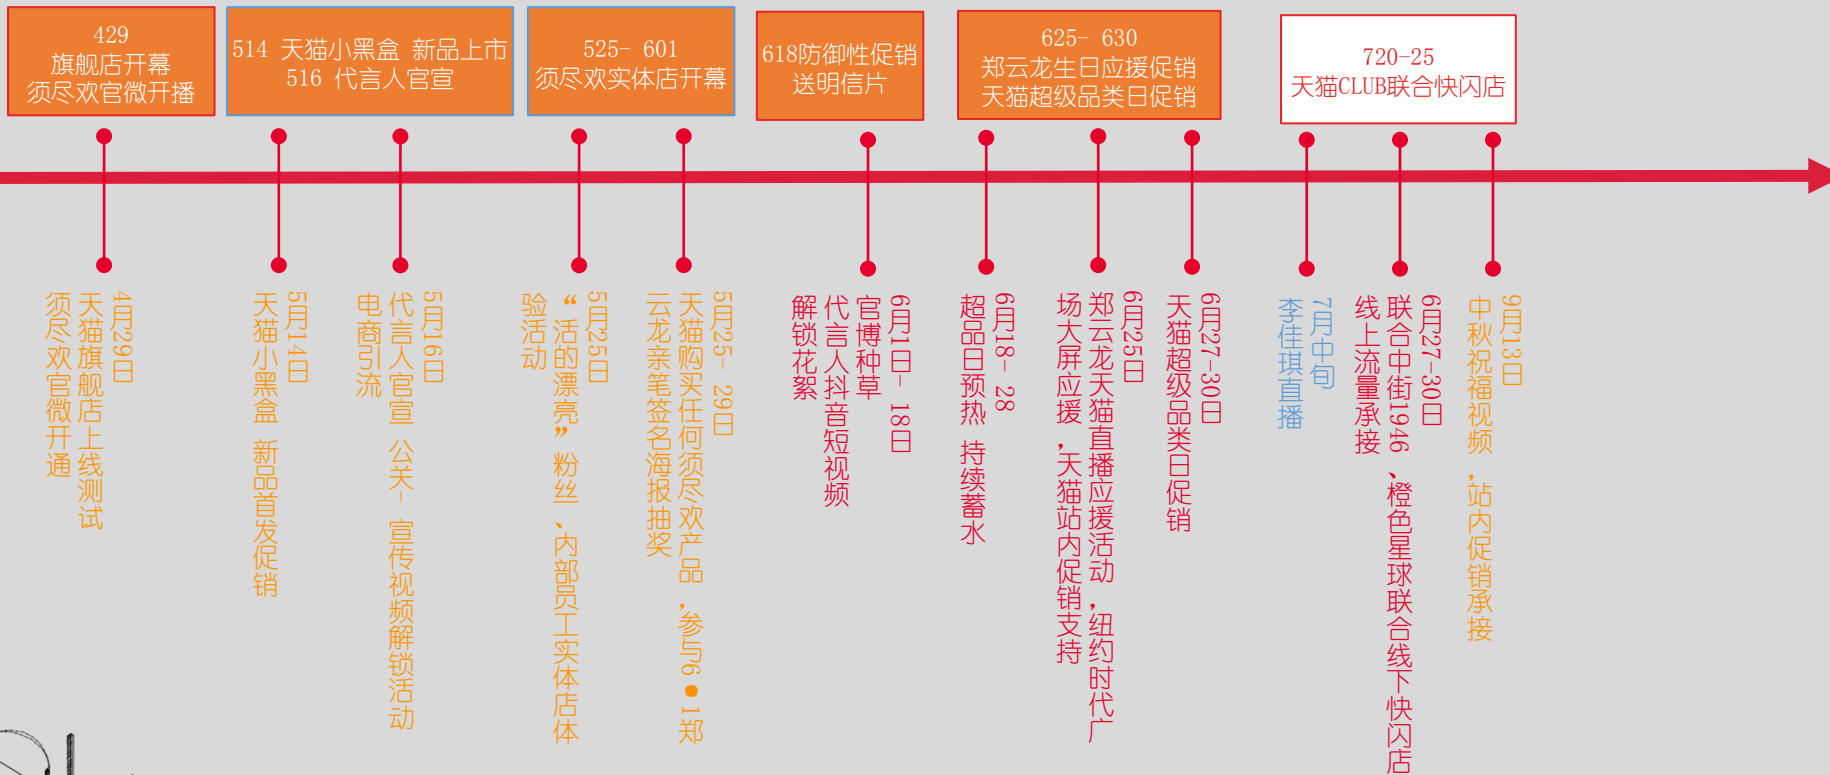 429
旗舰店开幕
须尽欢官微开播
514 天猫小黑盒 新品上市
516 代言人官宣
525- 601
须尽欢实体店开幕
618防御性促销
送明信片
625- 630
郑云龙生日应援促销
天猫超级品类日促销
720-25
天猫CLUB联合快闪店
4月29日
天猫旗舰店上线测试
须尽欢官微开通
5月14日
天猫小黑盒 新品首发促销
5月16日
代言人官宣 公关- 宣传视频解锁活动
电商引流
5月25日
“活的漂亮”粉丝、内部员工实体店体
验活动
5月25- 29日
天猫购买任何须尽欢产品,参与6•1郑
云龙亲笔签名海报抽奖
6月1日- 18日
官博种草
代言人抖音短视频
解锁花絮
6月18- 28
超品日预热 持续蓄水
6月25日
郑云龙天猫直播应援活动,纽约时代广
场大屏应援,天猫站内促销支持
6月27-30日
天猫超级品类日促销
7月中旬
李佳琪直播
6月27-30日
联合中街1946、橙色星球联合线下快闪店
线上流量承接
9月13日
中秋祝福视频,站内促销承接